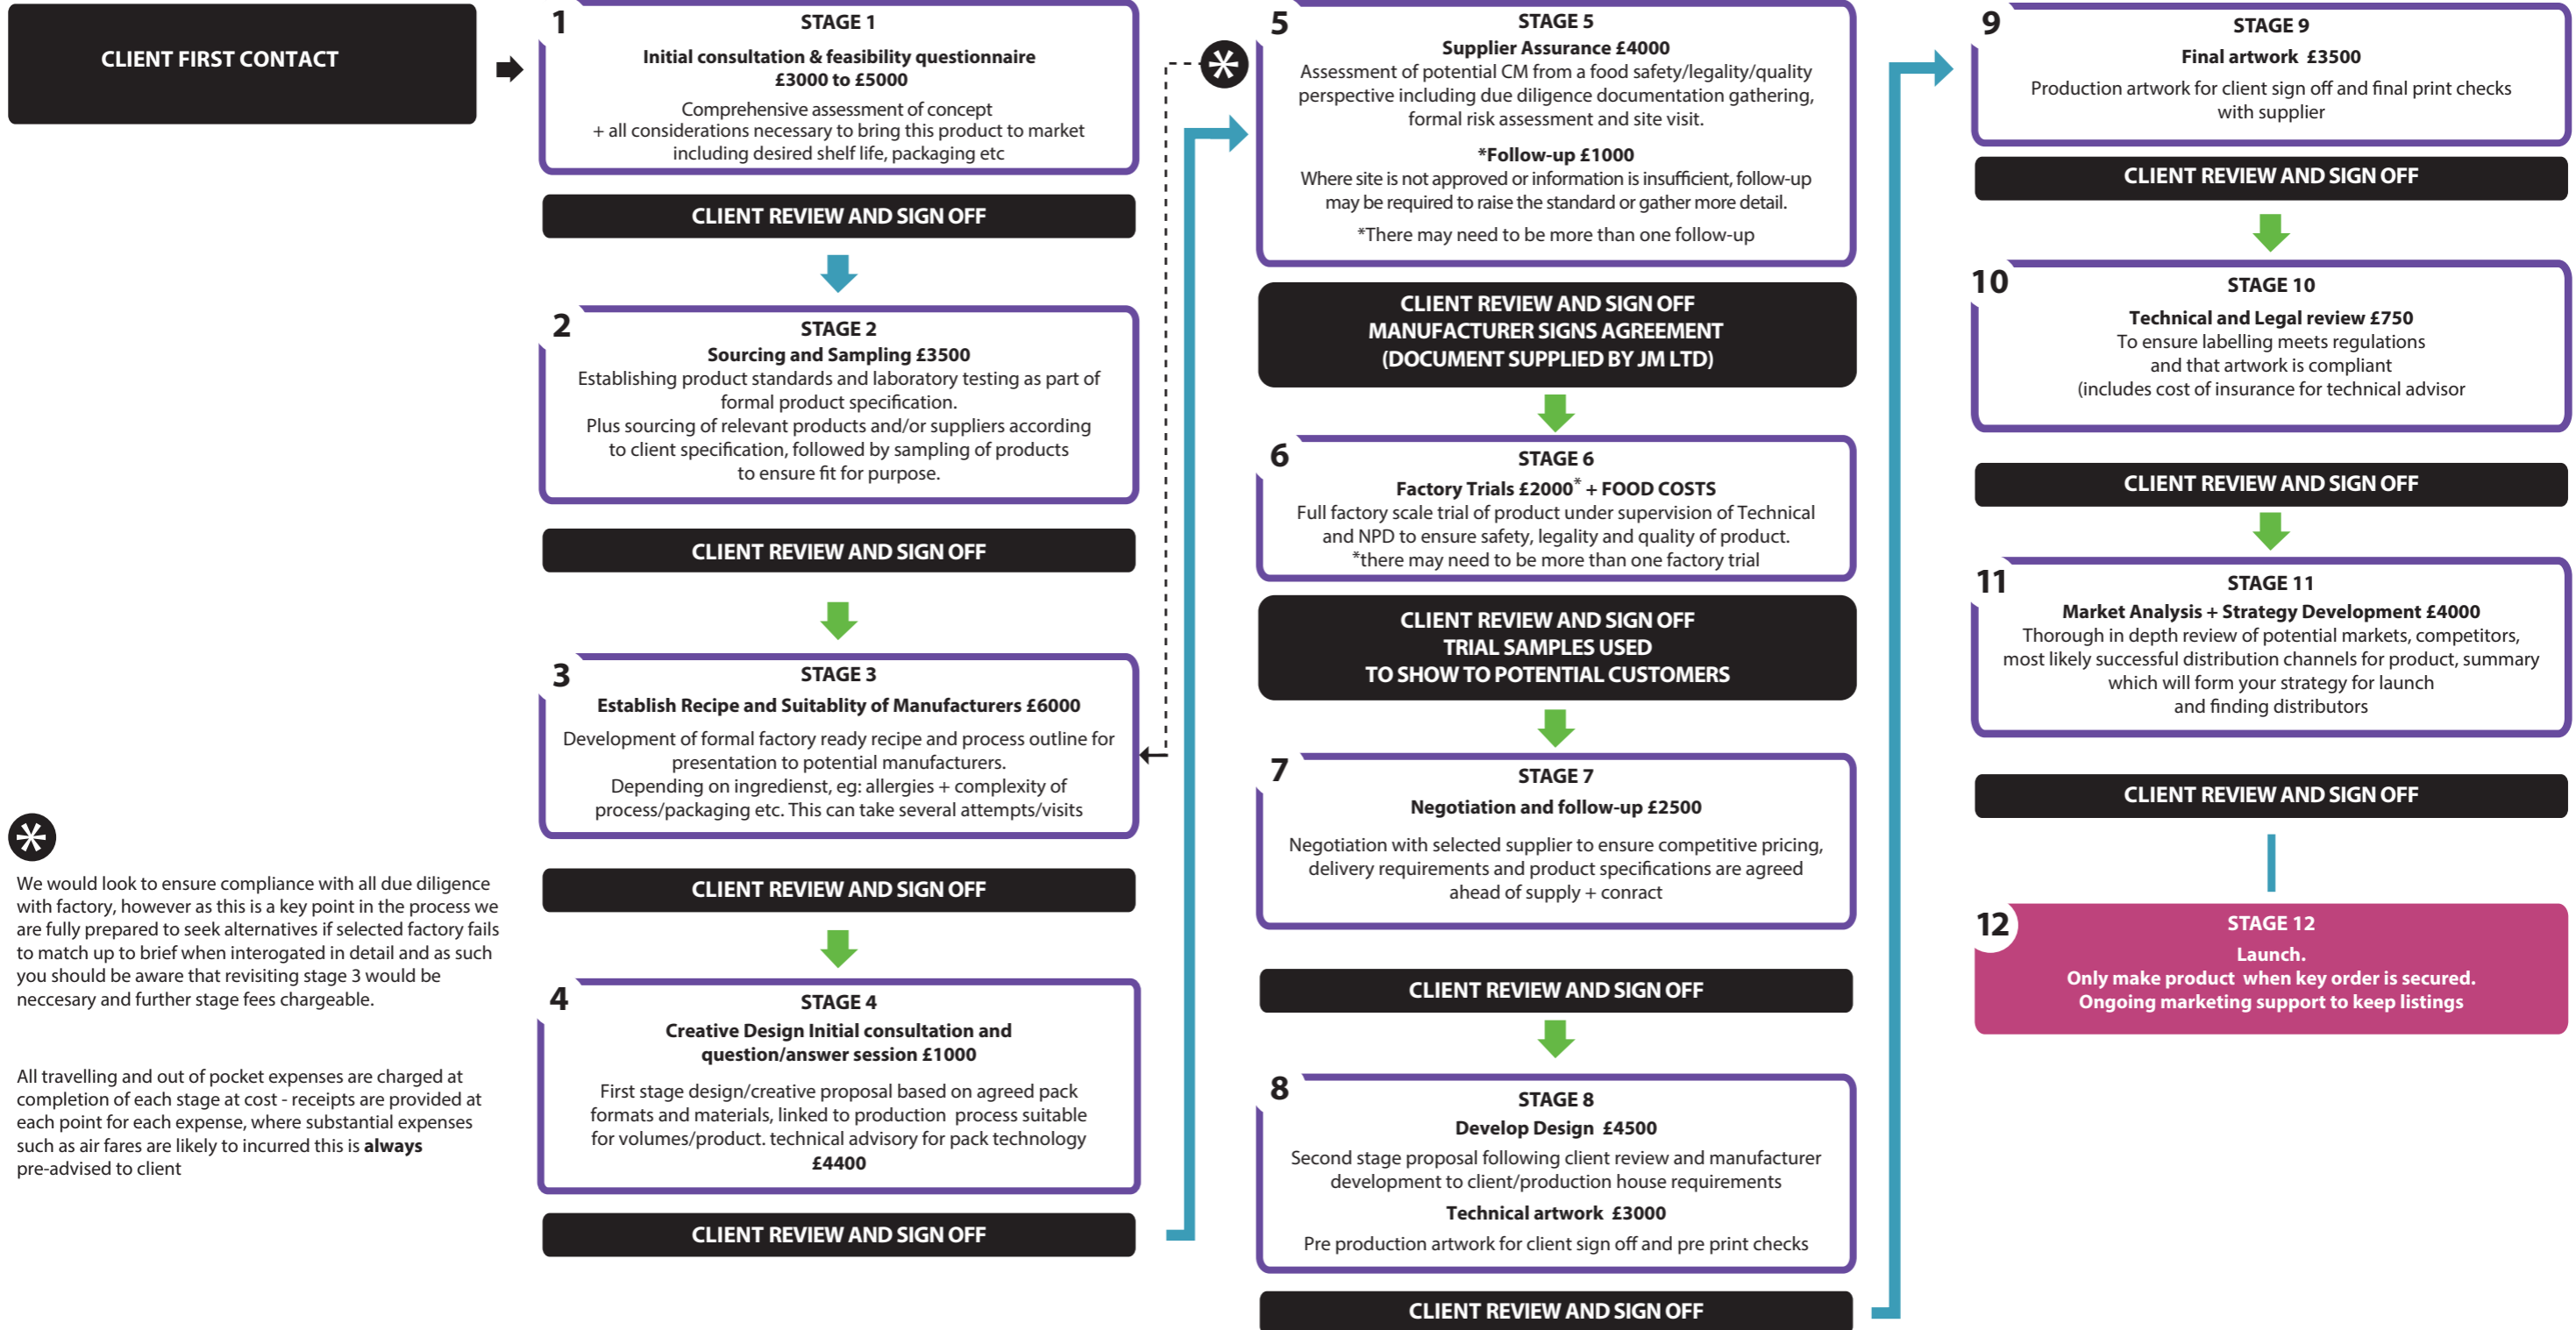 CLIENT FIRST CONTACT
1
STAGE 1
Initial consultation & feasibility questionnaire
£3000 to £5000
Comprehensive assessment of concept
+ all considerations necessary to bring this product to market
including desired shelf life, packaging etc
CLIENT REVIEW AND SIGN OFF
2
STAGE 2
Sourcing and Sampling £3500
Establishing product standards and laboratory testing as part of
formal product specification.
Plus sourcing of relevant products and/or suppliers according
to client specification, followed by sampling of products
to ensure fit for purpose.
CLIENT REVIEW AND SIGN OFF
3
STAGE 3
Establish Recipe and Suitablity of Manufacturers £6000
Development of formal factory ready recipe and process outline for
presentation to potential manufacturers.
Depending on ingredienst, eg: allergies + complexity of
process/packaging etc. This can take several attempts/visits
CLIENT REVIEW AND SIGN OFF
4
STAGE 4
Creative Design Initial consultation and
question/answer session £1000
First stage design/creative proposal based on agreed pack
formats and materials, linked to production process suitable
for volumes/product. technical advisory for pack technology
£4400
CLIENT REVIEW AND SIGN OFF
*
We would look to ensure compliance with all due diligence
with factory, however as this is a key point in the process we
are fully prepared to seek alternatives if selected factory fails
to match up to brief when interogated in detail and as such
you should be aware that revisiting stage 3 would be
neccesary and further stage fees chargeable.
All travelling and out of pocket expenses are charged at
completion of each stage at cost - receipts are provided at
each point for each expense, where substantial expenses
such as air fares are likely to incurred this is always
pre-advised to client
*
5
STAGE 5
Supplier Assurance £4000
Assessment of potential CM from a food safety/legality/quality
perspective including due diligence documentation gathering,
formal risk assessment and site visit.
*Follow-up £1000
Where site is not approved or information is insufficient, follow-up
may be required to raise the standard or gather more detail.
*There may need to be more than one follow-up
CLIENT REVIEW AND SIGN OFF
MANUFACTURER SIGNS AGREEMENT
(DOCUMENT SUPPLIED BY JM LTD)
6
STAGE 6
Factory Trials £2000* + FOOD COSTS
Full factory scale trial of product under supervision of Technical
and NPD to ensure safety, legality and quality of product.
*there may need to be more than one factory trial
CLIENT REVIEW AND SIGN OFF
TRIAL SAMPLES USED
TO SHOW TO POTENTIAL CUSTOMERS
7
STAGE 7
Negotiation and follow-up £2500
Negotiation with selected supplier to ensure competitive pricing,
delivery requirements and product specifications are agreed
ahead of supply + conract
CLIENT REVIEW AND SIGN OFF
8
STAGE 8
Develop Design £4500
Second stage proposal following client review and manufacturer
development to client/production house requirements
Technical artwork £3000
Pre production artwork for client sign off and pre print checks
CLIENT REVIEW AND SIGN OFF
9
STAGE 9
Final artwork £3500
Production artwork for client sign off and final print checks
with supplier
CLIENT REVIEW AND SIGN OFF
10
STAGE 10
Technical and Legal review £750
To ensure labelling meets regulations
and that artwork is compliant
(includes cost of insurance for technical advisor
CLIENT REVIEW AND SIGN OFF
11
STAGE 11
Market Analysis + Strategy Development £4000
Thorough in depth review of potential markets, competitors,
most likely successful distribution channels for product, summary
which will form your strategy for launch
and finding distributors
CLIENT REVIEW AND SIGN OFF
12
STAGE 12
Launch.
Only make product when key order is secured.
Ongoing marketing support to keep listings